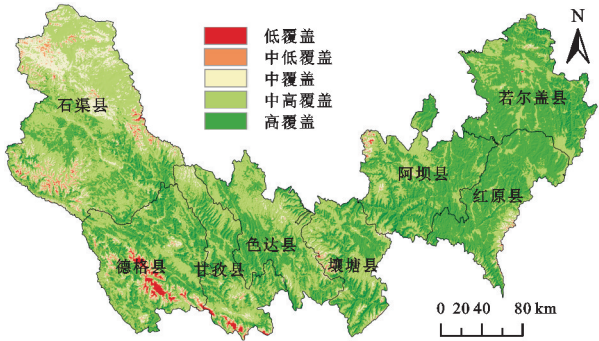 N
低覆盖
中低覆盖
中覆盖
中高覆盖
高覆盖
石渠县
若尔盖县
阿坝县
红原县
色达县
德格县
甘孜县
壤塘县
0 20 40 80 km